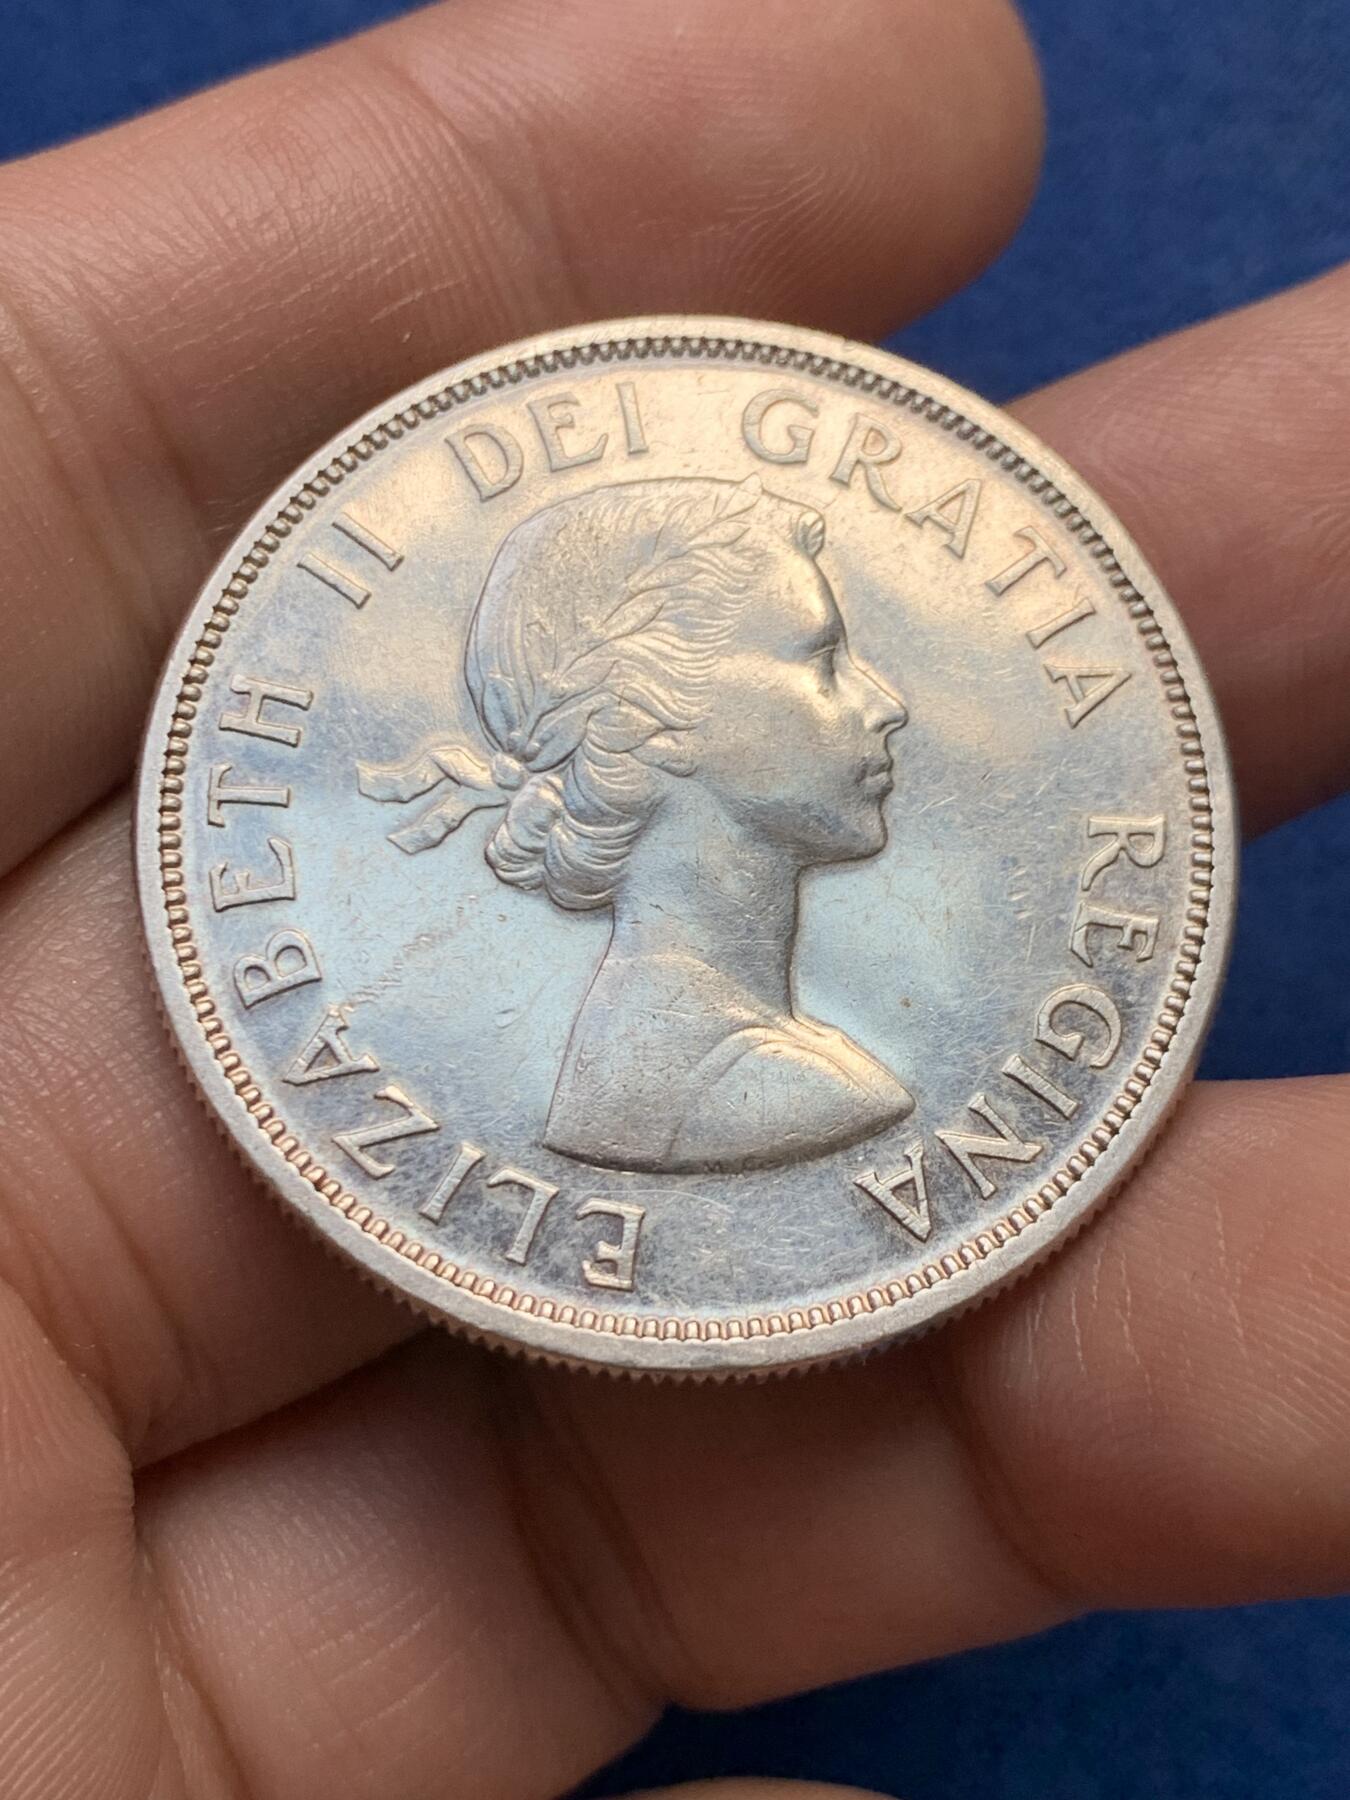 ELIZABETH II DEI GRATIA REGINA